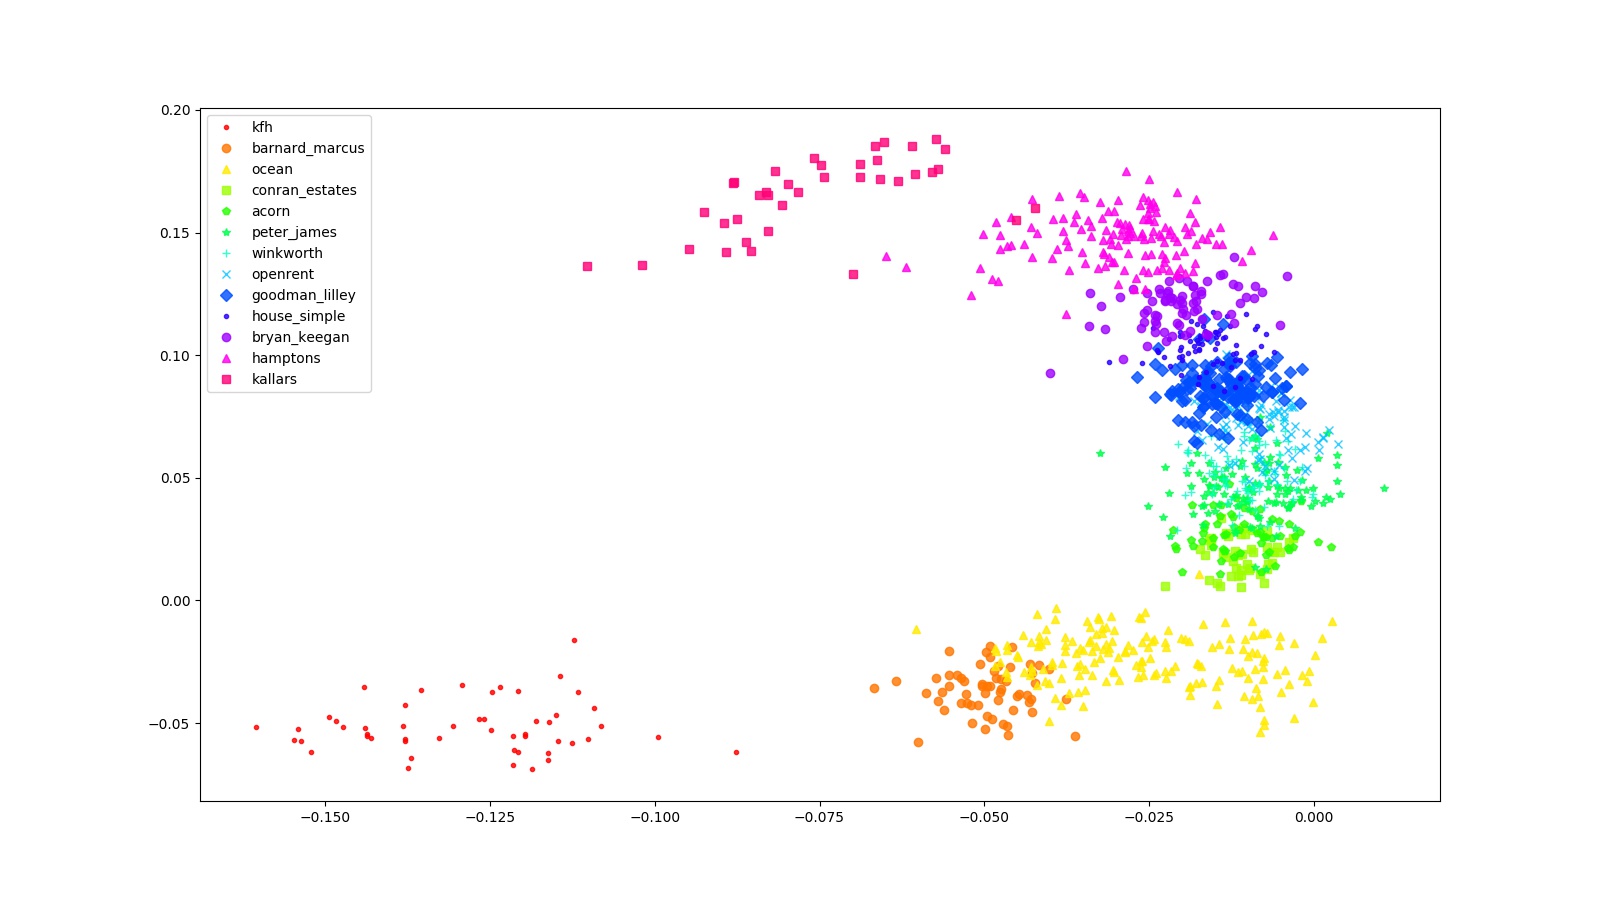 0.20
0.15
0.10
0.05
0.00
−0.05
kfh
barnard_marcus
ocean
conran_estates
acorn
peter_james
winkworth
openrent
goodman_lilley
house_simple
bryan_keegan
hamptons
kallars
−0.150 −0.125 −0.100 −0.075 −0.050 −0.025 0.000